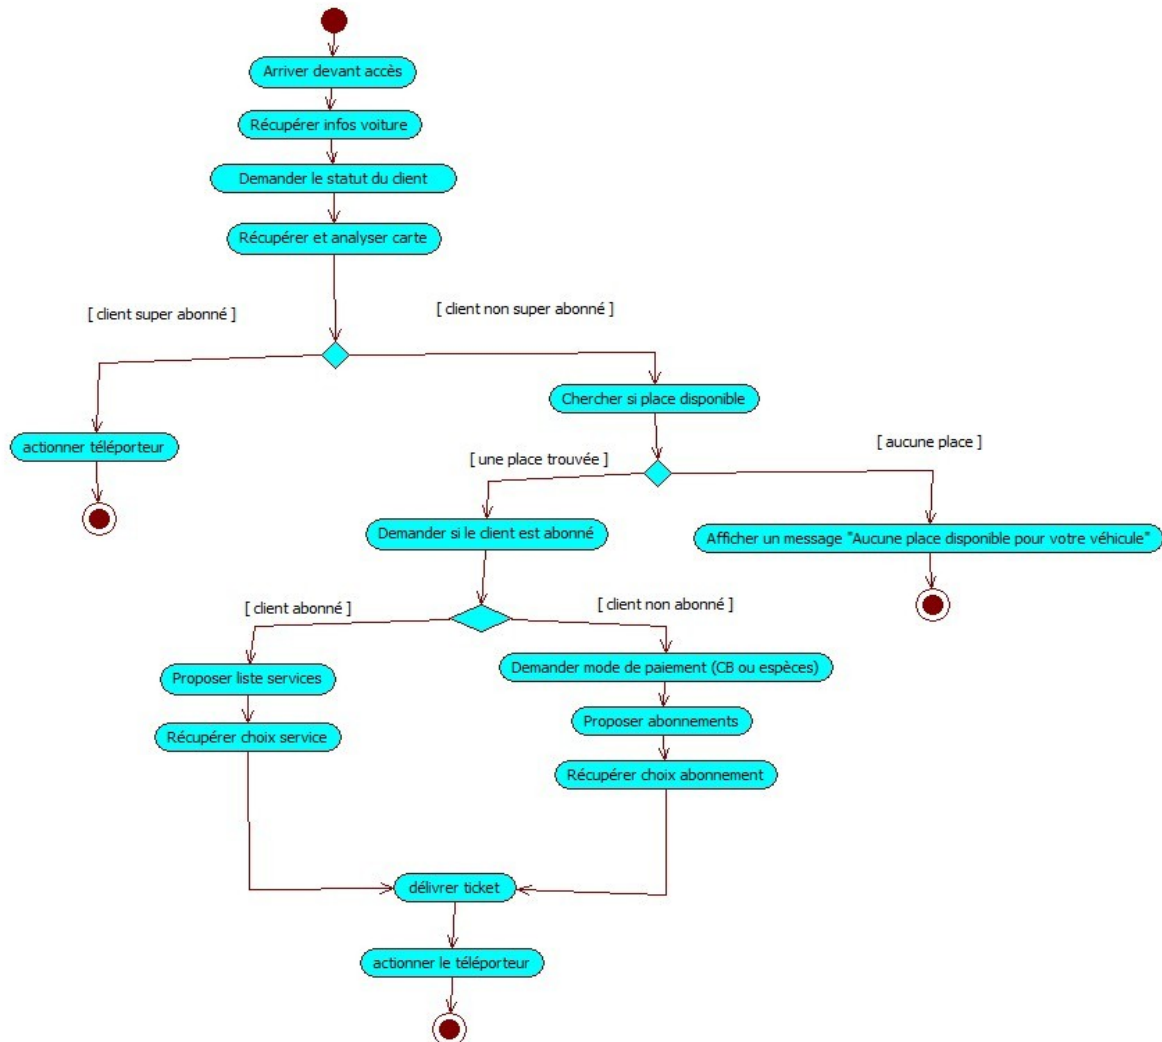 Arriver devant accès
Récupérer infos voiture
Demander le statut du client
Récupérer et analyser carte
[ client super abonné ]
[ client non super abonné ]
Chercher si place disponible
actionner téléporteur
[ une place trouvée ]
[ aucune place ]
Demander si le client est abonné
Afficher un message "Aucune place disponible pour votre véhicule"
[ client abonné ]
[ client non abonné ]
Proposer liste services
Demander mode de paiement (CB ou espèces)
Récupérer choix service
Proposer abonnements
Récupérer choix abonnement
délivrer ticket
actionner le téléporteur